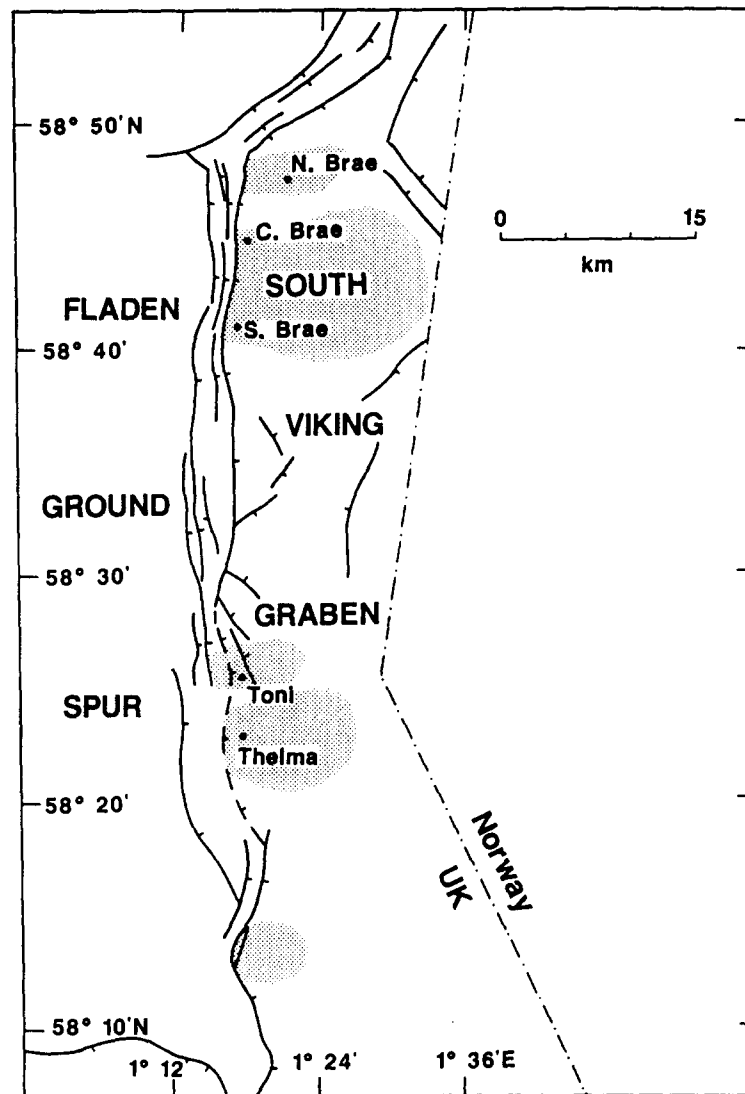 58° 50'N
N. Brae
C. Brae
0 15
km
SOUTH
FLADEN
S. Brae
58° 40'
VIKING
GROUND
58° 30'
GRABEN
SPUR
Toni
Thelma
58° 20'
Norway
UK
58° 10'N
1° 12' 1° 24' 1° 36'E